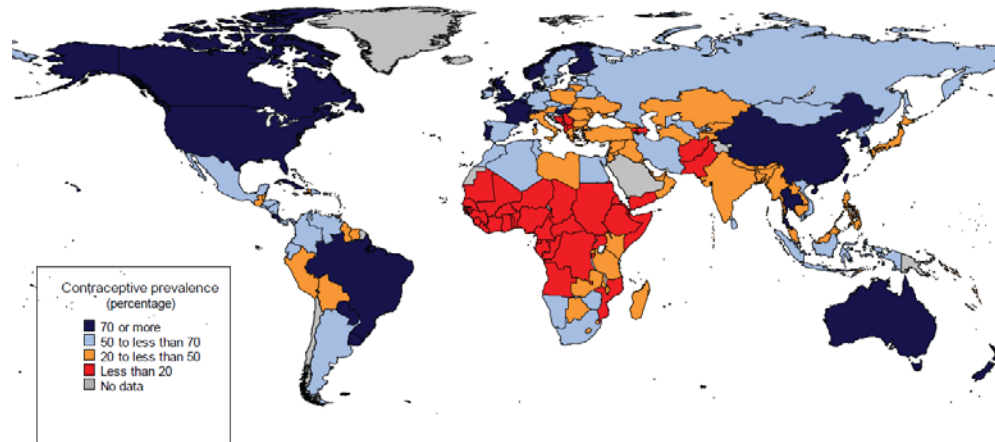 Contraceptive prevalence
(percentage)
70 or more
50 to less than 70
20 to less than 50
Less than 20
No data